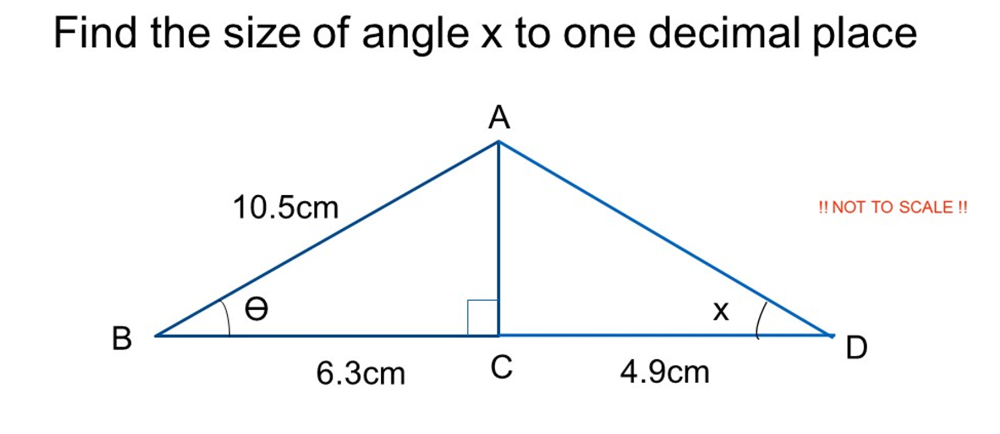 Find the size of angle x to one decimal place
A
10.5cm
!! NOT TO SCALE !!
Ө
x
B
D
6.3cm
C
4.9cm